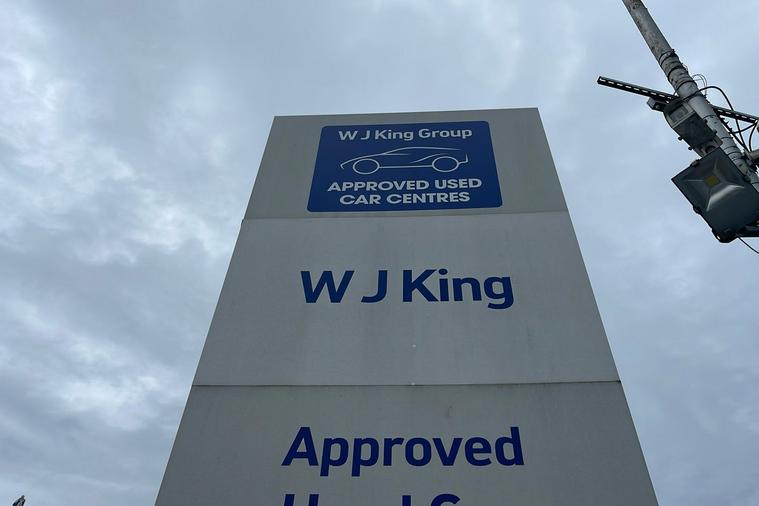 W J King Group
APPROVED USED
CAR CENTRES
W J King
Approved